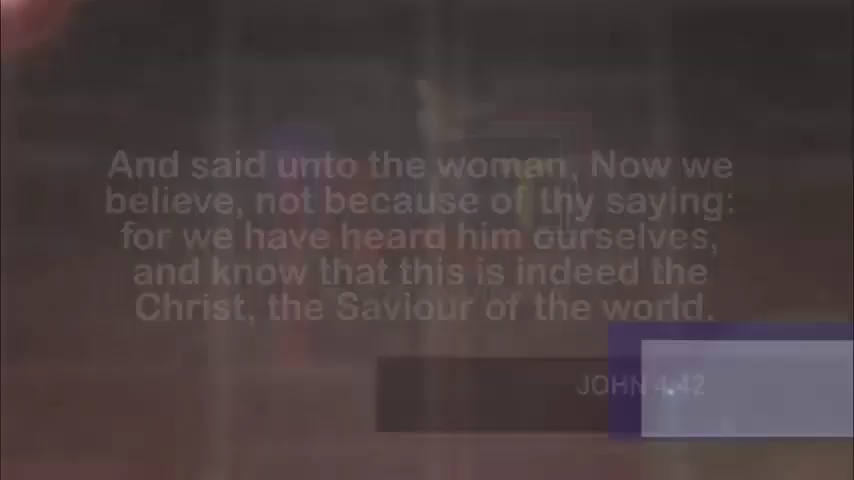 And said unto the woman, Now we
believe, not because of thy saying:
for we have heard him ourselves,
and know that this is indeed the
Christ, the Saviour of the world.
JOHN 4:42